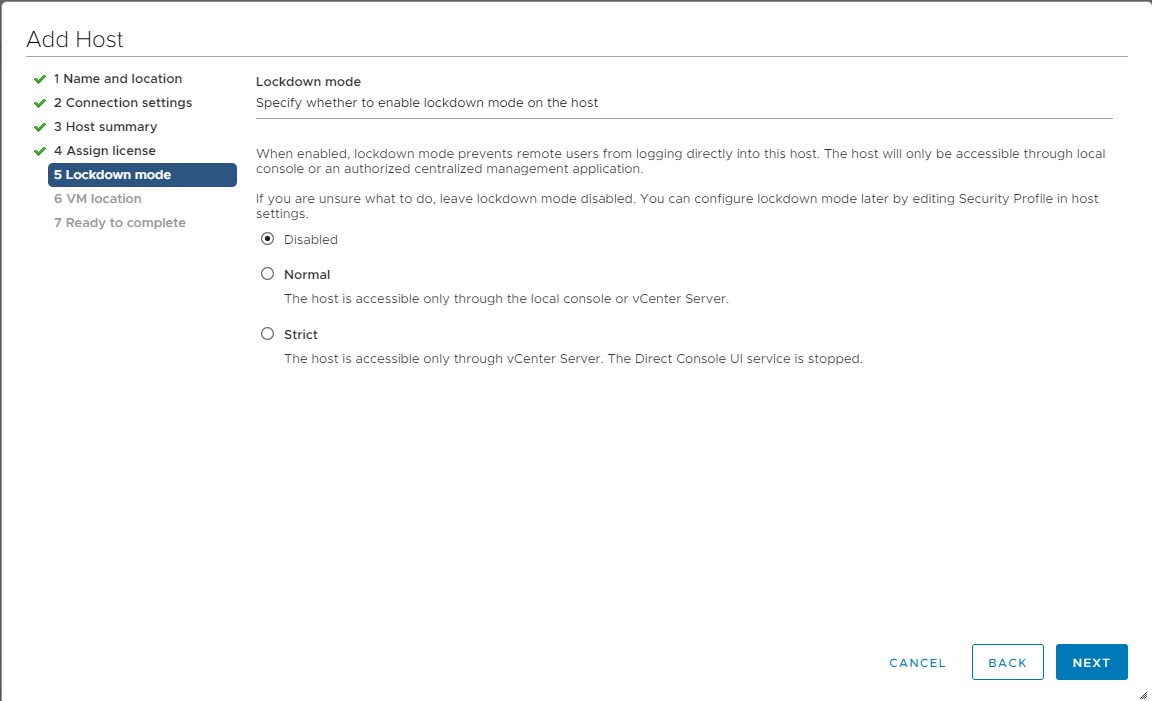 Add Host
1 Name and location
2 Connection settings
3 Host summary
4 Assign license
5 Lockdown mode
6 VM location
7 Ready to complete
Lockdown mode
Specify whether to enable lockdown mode on the host
When enabled, lockdown mode prevents remote users from logging directly into this host. The host will only be accessible through local
console or an authorized centralized management application.
If you are unsure what to do, leave lockdown mode disabled. You can configure lockdown mode later by editing Security Profile in host
settings.
Disabled
Normal
The host is accessible only through the local console or vCenter Server.
Strict
The host is accessible only through vCenter Server. The Direct Console UI service is stopped.
CANCEL
BACK
NEXT